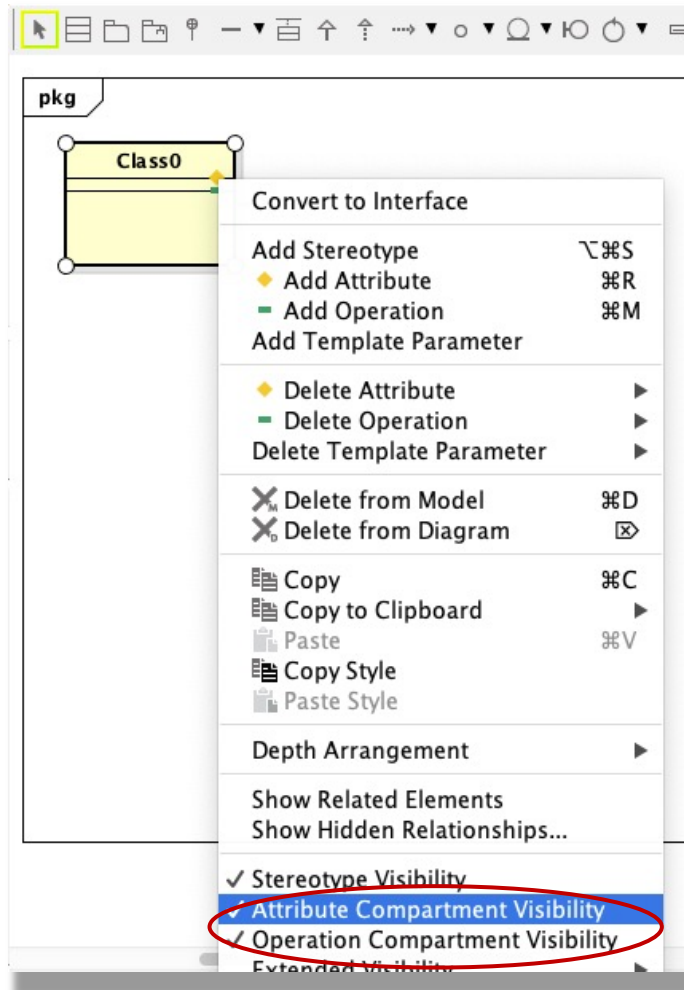 pkg
Class0
Convert to Interface
Add Stereotype ⌥⌘S
Add Attribute ⌘R
Add Operation ⌘M
Add Template Parameter
Delete Attribute
Delete Operation
Delete Template Parameter
Delete from Model ⌘D
Delete from Diagram ⌦
Copy ⌘C
Copy to Clipboard
Paste ⌘V
Copy Style
Paste Style
Depth Arrangement
Show Related Elements
Show Hidden Relationships...
Stereotype Visibility
Attribute Compartment Visibility
Operation Compartment Visibility
Extended Visibility